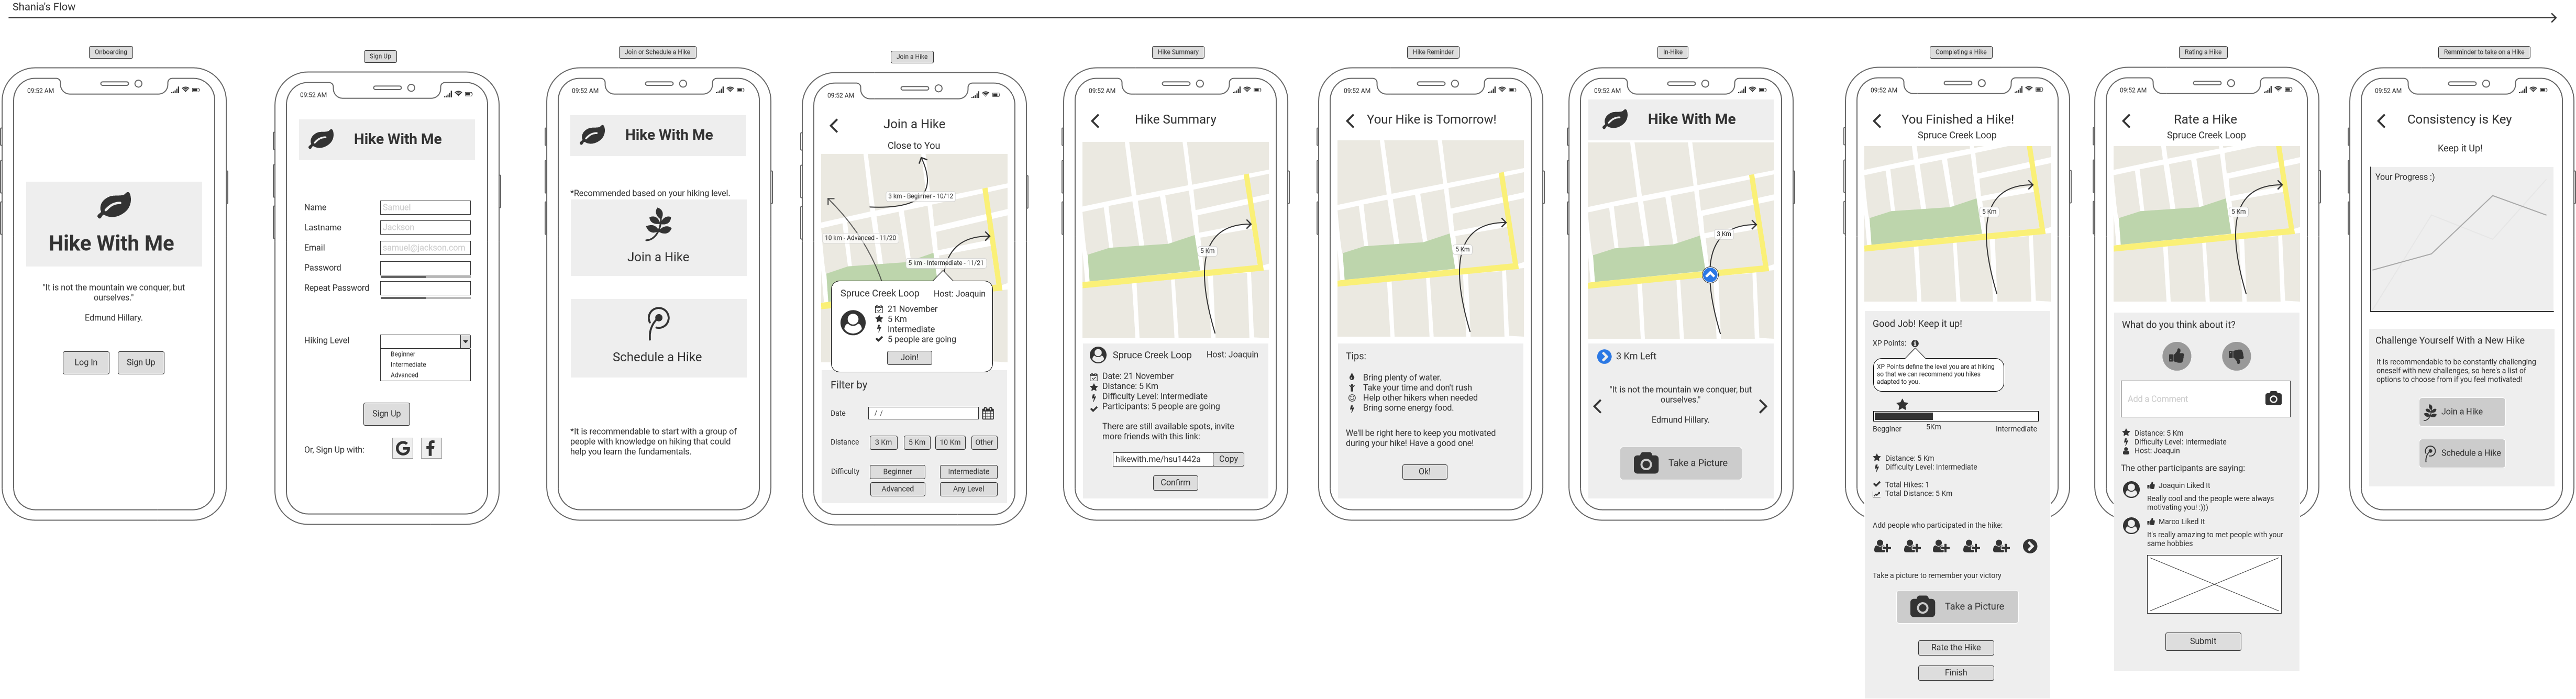 Shania's Flow
Onboarding
09:52 AM
Hike With Me
"It is not the mountain we conquer, but
ourselves."
Edmund Hillary.
Log In
Sign Up
Sign Up
09:52 AM
Hike With Me
Name
Samuel
Lastname
Jackson
Email
samuel@jackson.com
Password
Repeat Password
Hiking Level
Beginner
Intermediate
Advanced
Sign Up
Or, Sign Up with:
G
f
Join or Schedule a Hike
09:52 AM
Hike With Me
*Recommended based on your hiking level.
Join a Hike
Schedule a Hike
*It is recommendable to start with a group of
people with knowledge on hiking that could
help you learn the fundamentals.
Join a Hike
09:52 AM
Join a Hike
Close to You
3 km - Beginner - 10/12
10 km - Advanced - 11/20
5 km - Intermediate - 11/21
Spruce Creek Loop
Host: Joaquin
21 November
5 Km
Intermediate
5 people are going
Join!
Filter by
Date
/ /
Distance
3 Km
5 Km
10 Km
Other
Difficulty
Beginner
Intermediate
Advanced
Any Level
Hike Summary
09:52 AM
Hike Summary
5 Km
Spruce Creek Loop
Host: Joaquin
Date: 21 November
Distance: 5 Km
Difficulty Level: Intermediate
Participants: 5 people are going
There are still available spots, invite
more friends with this link:
hikewith.me/hsu1442a
Copy
Confirm
Hike Reminder
09:52 AM
Your Hike is Tomorrow!
5 Km
Tips:
Bring plenty of water.
Take your time and don't rush
Help other hikers when needed
Bring some energy food.
We'll be right here to keep you motivated
during your hike! Have a good one!
Ok!
In-Hike
09:52 AM
Hike With Me
3 Km
3 Km Left
"It is not the mountain we conquer, but
ourselves."
Edmund Hillary.
Take a Picture
Completing a Hike
09:52 AM
You Finished a Hike!
Spruce Creek Loop
5 Km
Good Job! Keep it up!
XP Points:
XP Points define the level you are at hiking
so that we can recommend you hikes
adapted to you.
Begginer
5Km
Intermediate
Distance: 5 Km
Difficulty Level: Intermediate
Total Hikes: 1
Total Distance: 5 Km
Add people who participated in the hike:
Take a picture to remember your victory
Take a Picture
Rate the Hike
Finish
Rating a Hike
09:52 AM
Rate a Hike
Spruce Creek Loop
5 Km
What do you think about it?
Add a Comment
Distance: 5 Km
Difficulty Level: Intermediate
Host: Joaquin
The other participants are saying:
Joaquin Liked It
Really cool and the people were always
motivating you! :)))
Marco Liked It
It's really amazing to met people with your
same hobbies
Submit
Remminder to take on a Hike
09:52 AM
Consistency is Key
Keep it Up!
Your Progress :)
Challenge Yourself With a New Hike
It is recommendable to be constantly challenging
oneself with new challenges, so here's a list of
options to choose from if you feel motivated!
Join a Hike
Schedule a Hike